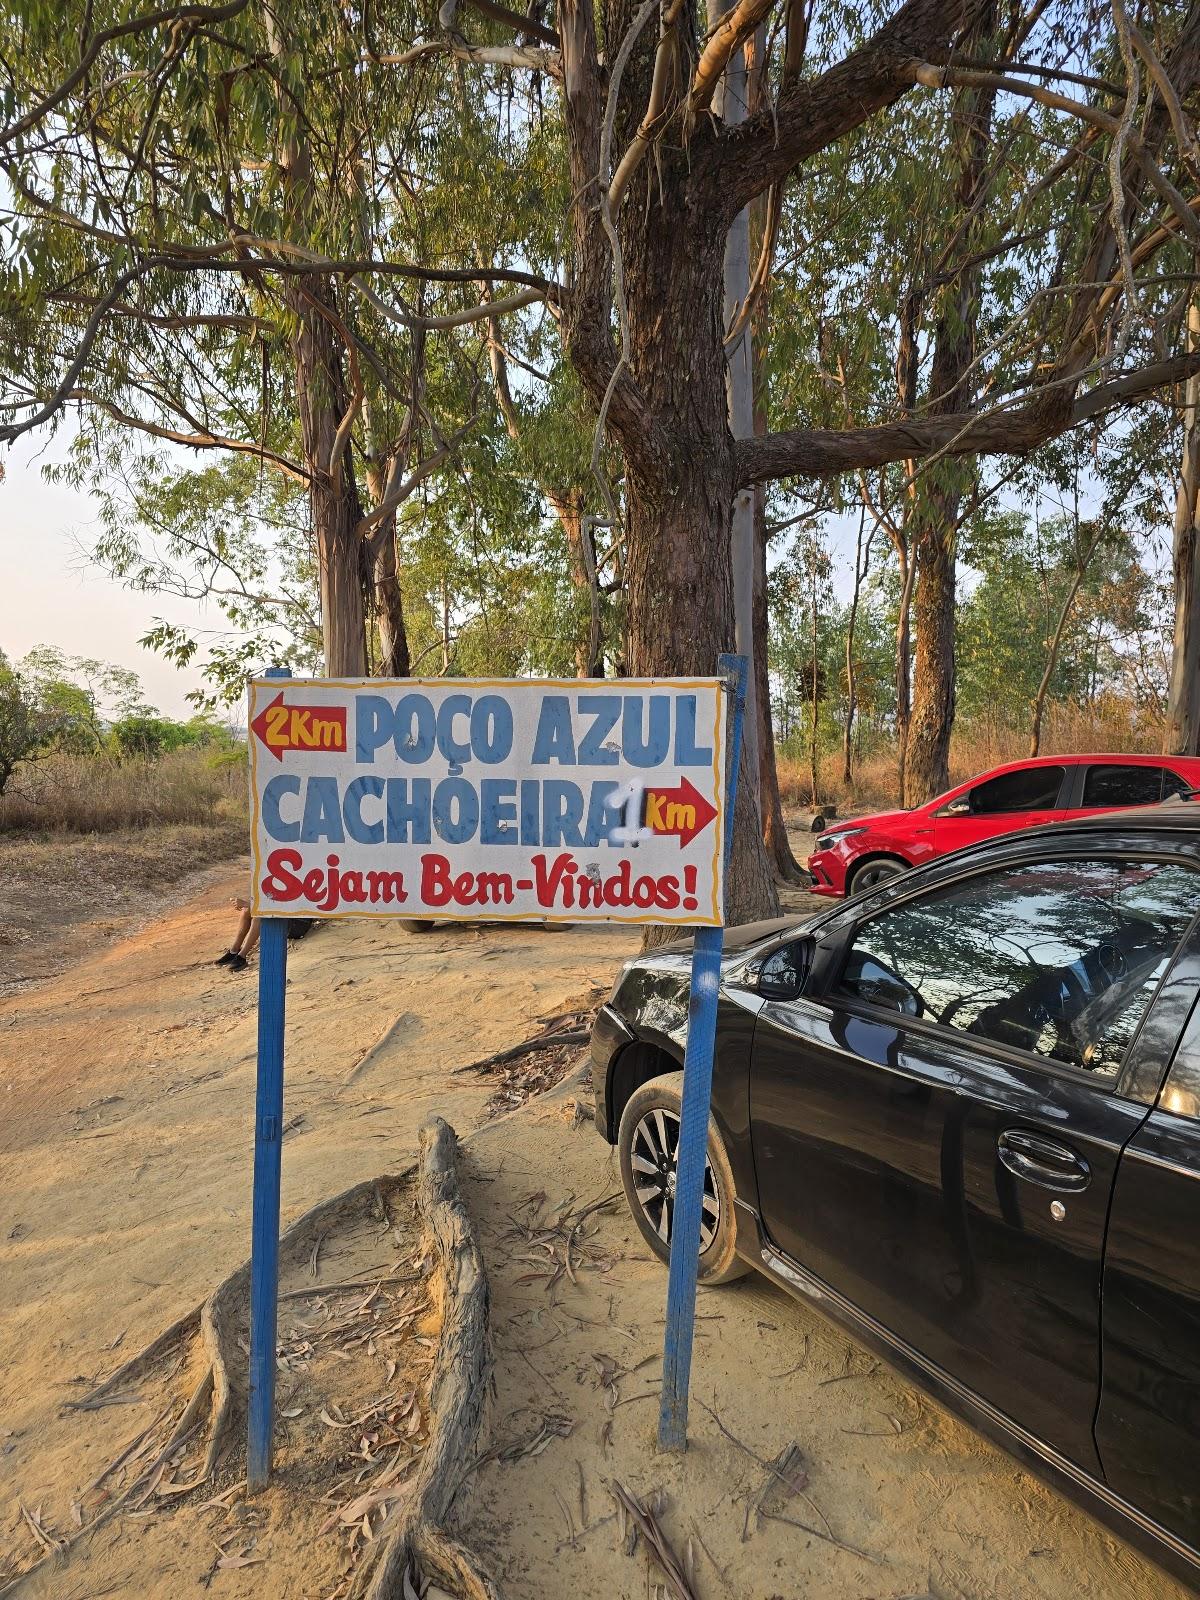 2Km POÇO AZUL
CACHOEIRA 1 Km
Sejam Bem-Vindos!